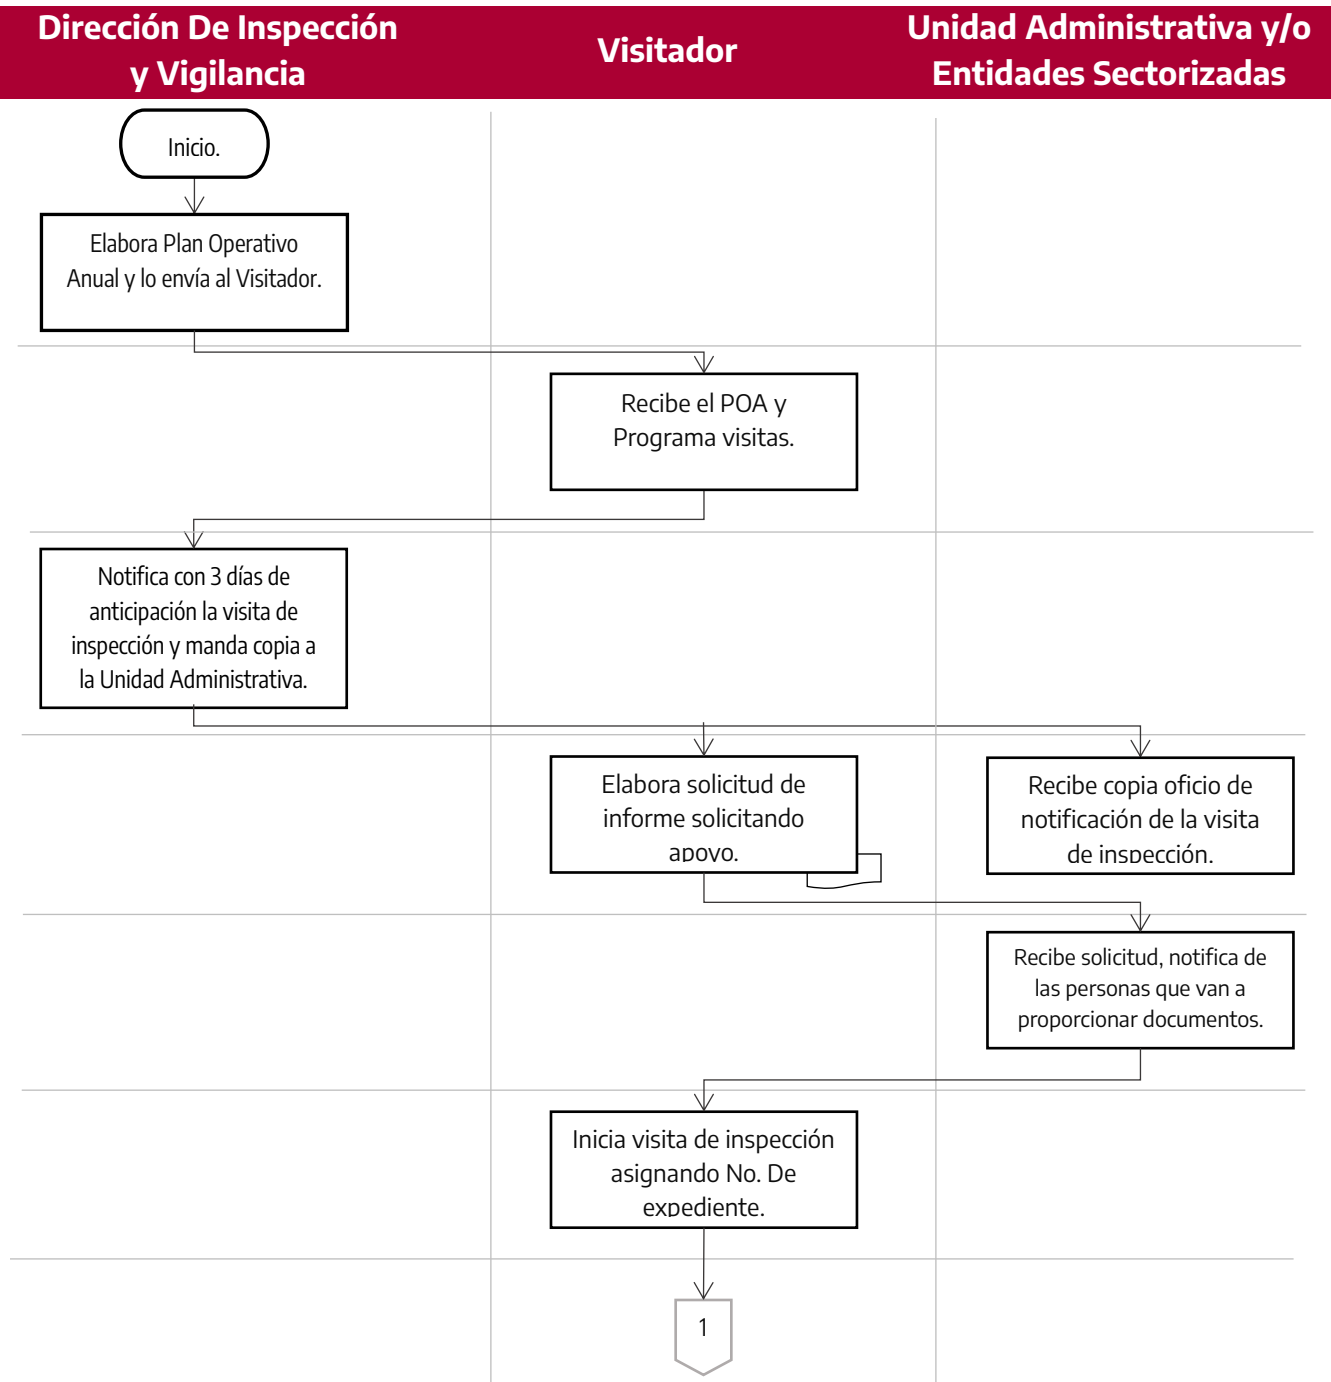 Dirección De Inspección
y Vigilancia
Visitador
Unidad Administrativa y/o
Entidades Sectorizadas
Inicio.
Elabora Plan Operativo
Anual y lo envía al Visitador.
Recibe el POA y
Programa visitas.
Notifica con 3 días de
anticipación la visita de
inspección y manda copia a
la Unidad Administrativa.
Elabora solicitud de
informe solicitando
apoyo.
Recibe copia oficio de
notificación de la visita
de inspección.
Recibe solicitud, notifica de
las personas que van a
proporcionar documentos.
Inicia visita de inspección
asignando No. De
expediente.
1